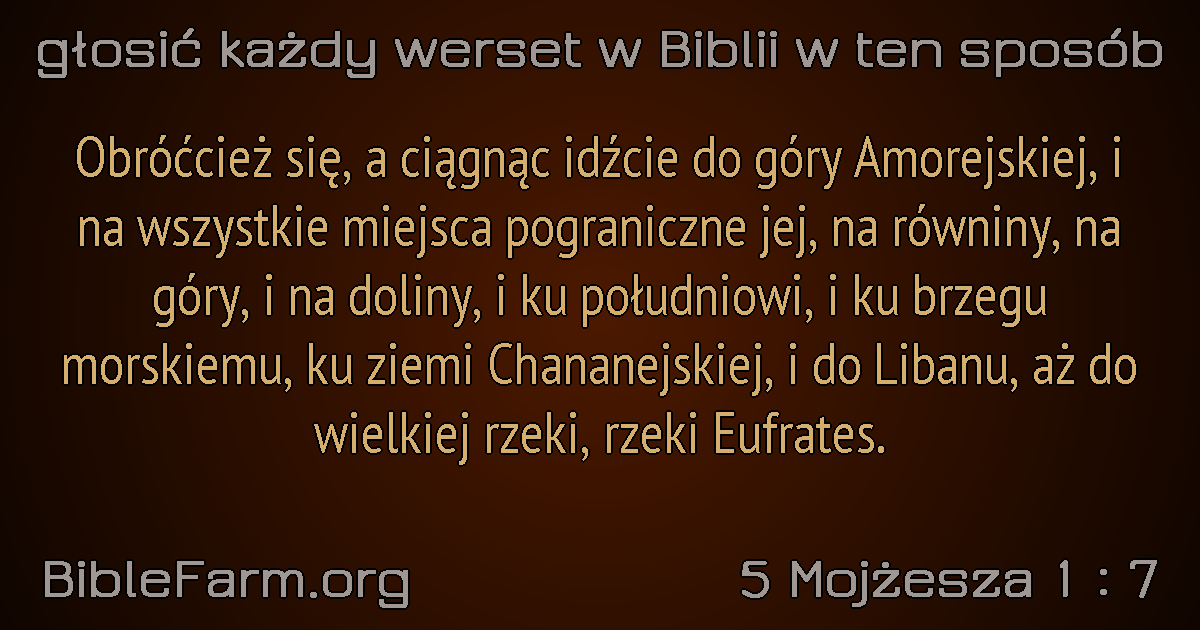 głosić każdy werset w Biblii w ten sposób
Obróćcież się, a ciągnąc idźcie do góry Amorejskiej, i
na wszystkie miejsca pograniczne jej, na równiny, na
góry, i na doliny, i ku południowi, i ku brzegu
morskiemu, ku ziemi Chananejskiej, i do Libanu, aż do
wielkiej rzeki, rzeki Eufrates.
BibleFarm.org
5 Mojżesza 1 : 7